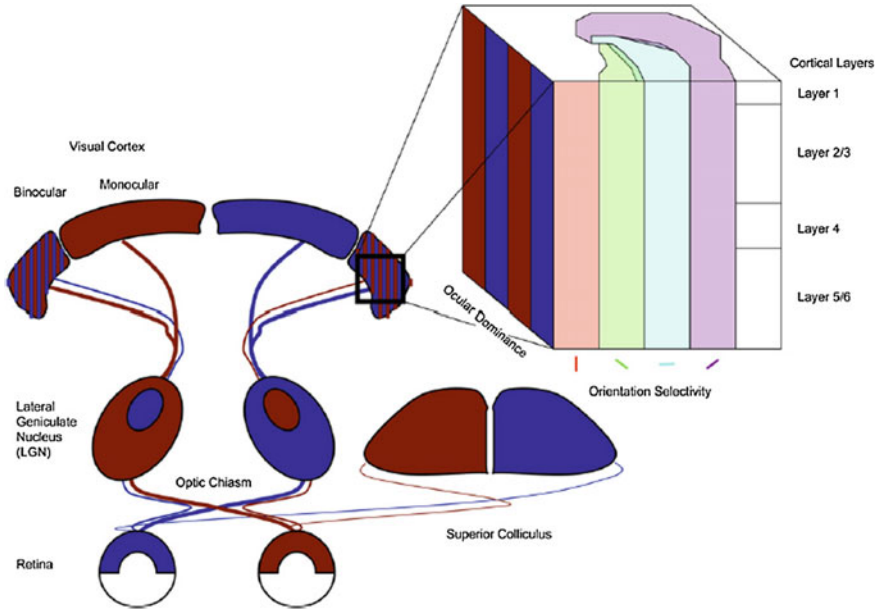 Cortical Layers
Layer 1
Layer 2/3
Layer 4
Layer 5/6
Visual Cortex
Binocular
Monocular
Ocular Dominance
Orientation Selectivity
Lateral
Geniculate
Nucleus
(LGN)
Optic Chiasm
Superior Colliculus
Retina